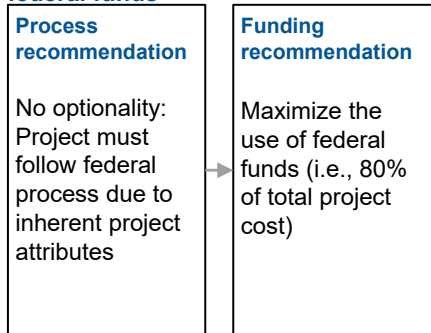 federal funds
Process
recommendation
No optionality:
Project must
follow federal
process due to
inherent project
attributes
Funding
recommendation
Maximize the
use of federal
funds (i.e., 80%
of total project
cost)